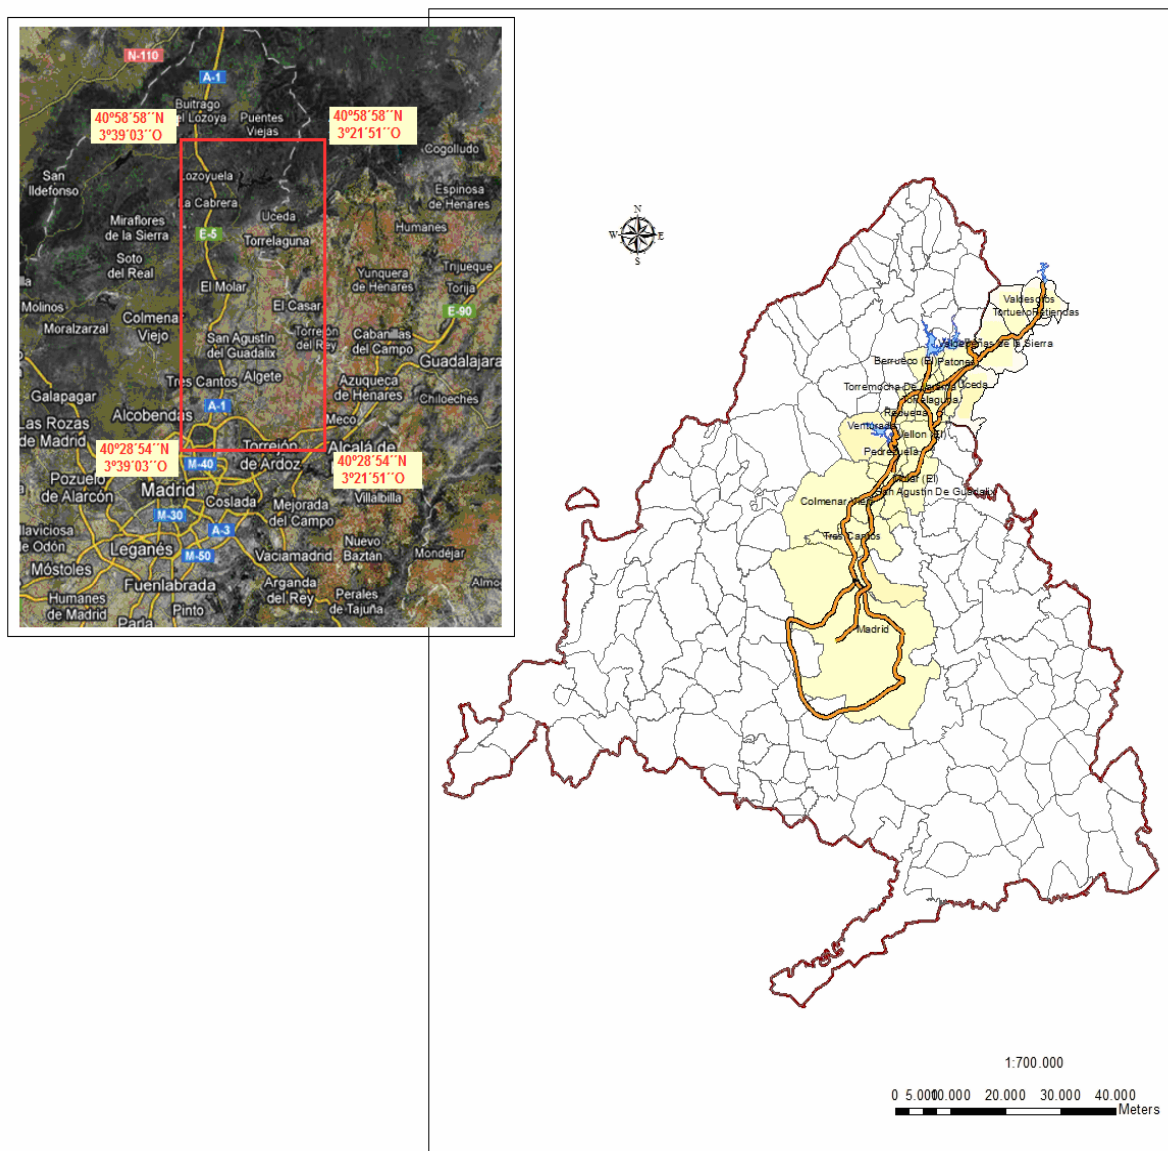 N-110
A-1
Buitrago
del Lozoya
Puentes
Viejas
40º58´58´´N
3º39´03´´O
40º58´58´´N
3º21´51´´O
Cogolludo
San
Ildefonso
Lozoyuela
La Cabrera
Espinosa
de Henares
Miraflores
de la Sierra
Uceda
Humanes
E-5
Torrelaguna
Soto
del Real
Yunquera
de Henares
Trijueque
Torija
El Molar
Molinos
El Casar
E-90
Moralzarzal
Colmenar
Viejo
San Agustín
del Guadalix
Torrejón
del Rey
Cabanillas
del Campo
Guadalajara
Tres Cantos
Algete
Azuqueca
de Henares
Galapagar
Chiloeches
Alcobendas
A-1
Meco
Las Rozas
de Madrid
40º28´54´´N
3º39´03´´O
Torrejón
de Ardoz
Alcalá de
40º28´54´´N
3º21´51´´O
M-40
Pozuelo
de Alarcón
Madrid
Coslada
Mejorada
del Campo
Villalbilla
M-30
A-3
Leganés
M-50
Nuevo
Baztán
Vaciamadrid
Mondéjar
Móstoles
Fuenlabrada
Arganda
del Rey
Humanes
de Madrid
Pinto
Perales
de Tajuña
Parla
N
W
E
S
Valdesotos
Tortuero
Retiendas
Valdepeñas de la Sierra
Berrueco (El)
Patones
Torremocha De Jarama
Uceda
Torrelaguna
Redueña
Venturada
Vellon (El)
Pedrezuela
Molar (El)
San Agustin De Guadalix
Colmenar Viejo
Tres Cantos
Madrid
1:700.000
0 5.000 10.000 20.000 30.000 40.000
Meters